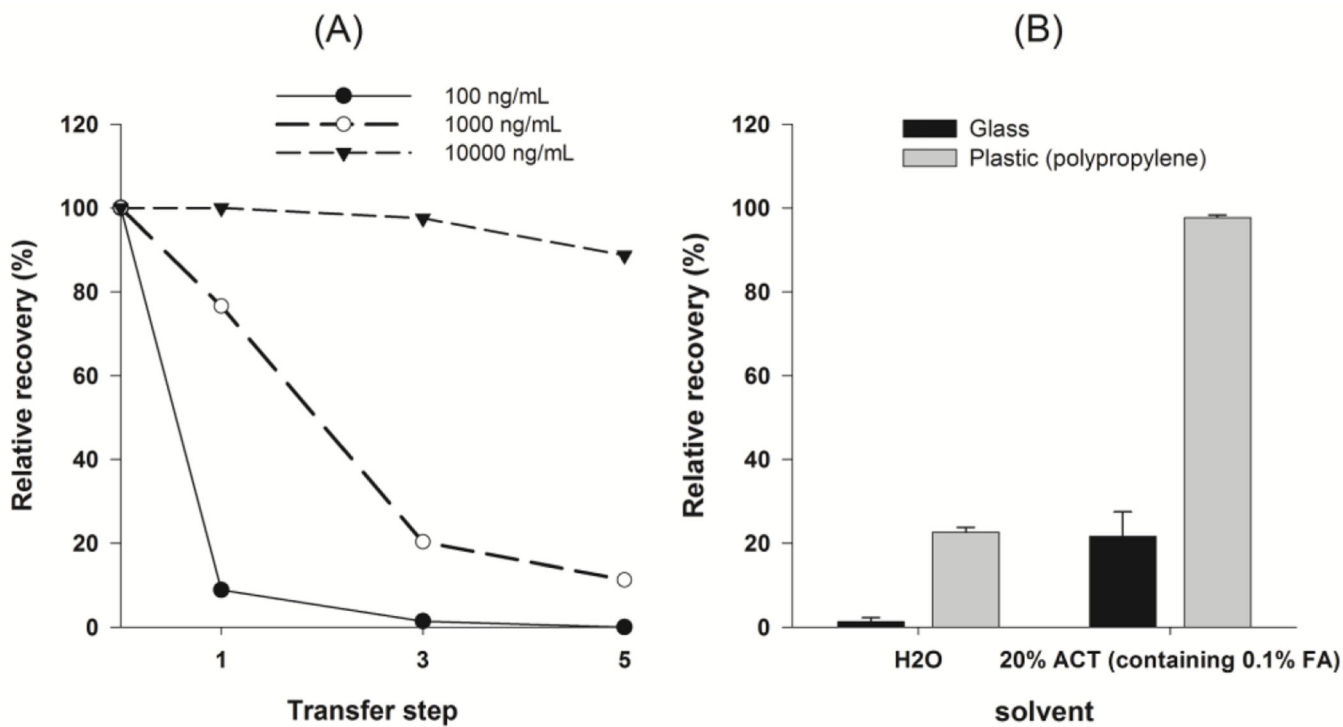 (A)
100 ng/mL
1000 ng/mL
10000 ng/mL
120
100
80
60
40
20
0
Relative recovery (%)
1 3 5
Transfer step
(B)
Glass
Plastic (polypropylene)
120
100
80
60
40
20
0
Relative recovery (%)
H2O 20% ACT (containing 0.1% FA)
solvent